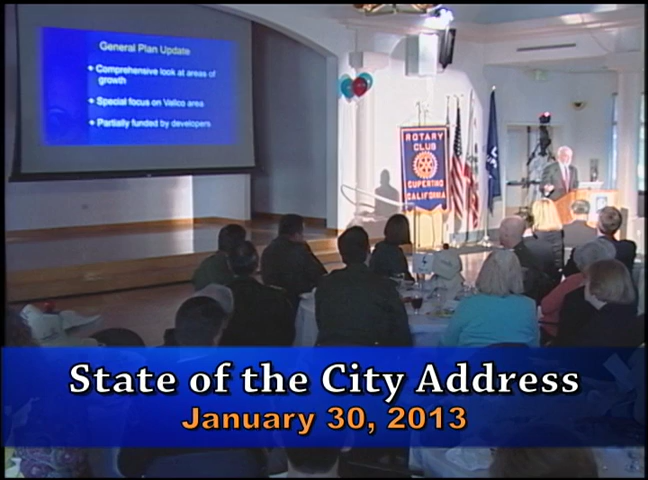 General Plan Update
+ Comprehensive look at areas of
growth
+ Special focus on Vallco area
+ Partially funded by developers
ROTARY
CLUB
CUPERTINO
CALIFORNIA
State of the City Address
January 30, 2013